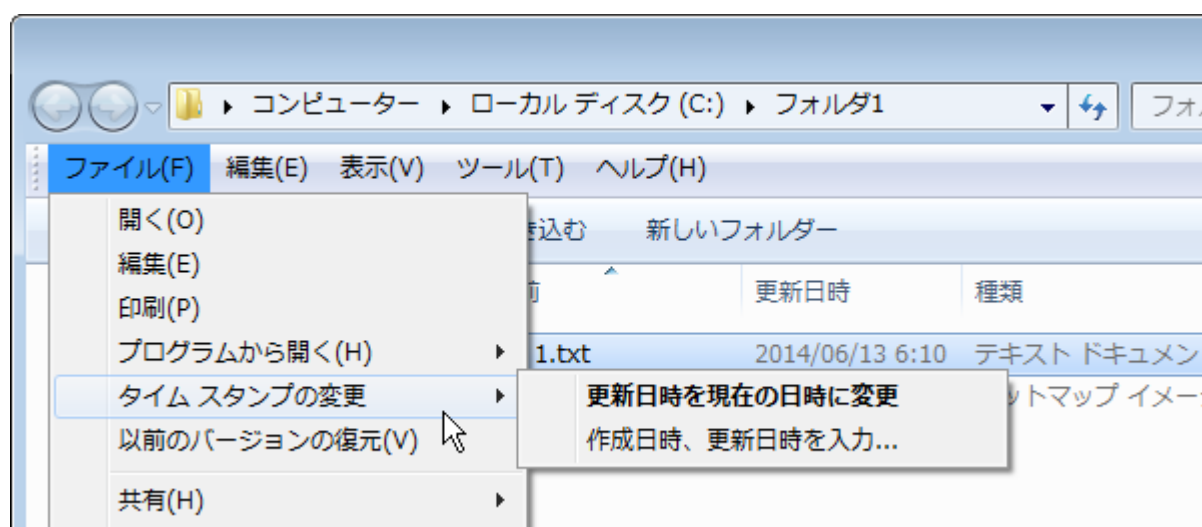 コンピューター ローカル ディスク (C:) フォルダ1
ファイル(F) 編集(E) 表示(V) ツール(T) ヘルプ(H)
開く(O)
込む 新しいフォルダー
編集(E)
更新日時 種類
印刷(P)
プログラムから開く(H)
1.txt 2014/06/13 6:10 テキスト ドキュメン
タイム スタンプの変更
更新日時を現在の日時に変更
トマップ イメー
以前のバージョンの復元(V)
作成日時、更新日時を入力...
共有(H)